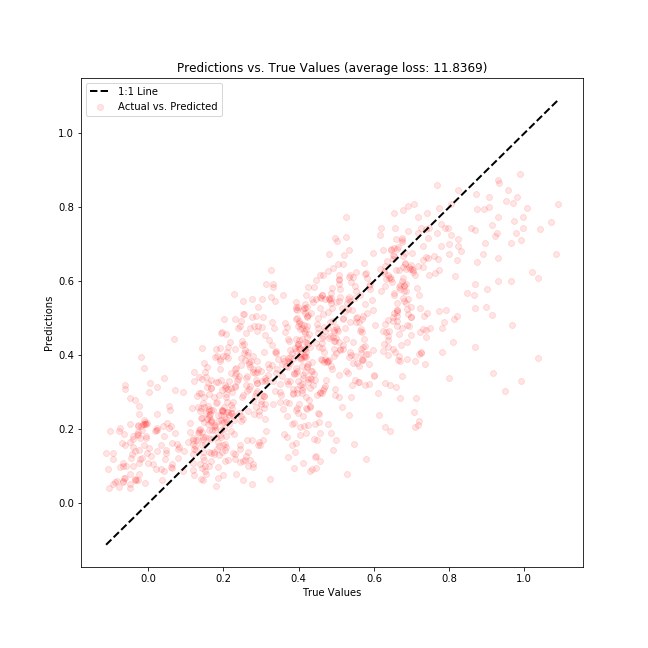 Predictions vs. True Values (average loss: 11.8369)
1:1 Line
Actual vs. Predicted
1.0
0.8
0.6
0.4
0.2
0.0
Predictions
0.0 0.2 0.4 0.6 0.8 1.0
True Values